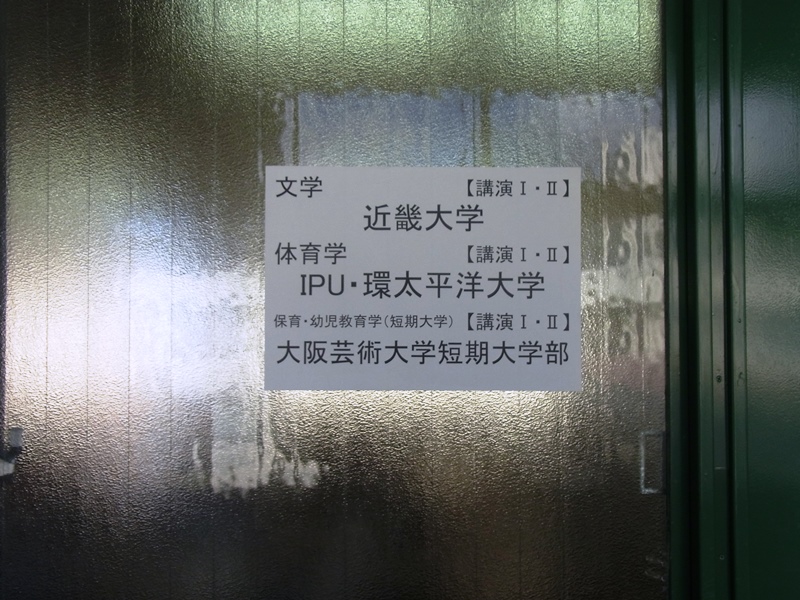 文学 【講演Ⅰ・Ⅱ】
近畿大学
体育学 【講演Ⅰ・Ⅱ】
IPU・環太平洋大学
保育・幼児教育学(短期大学) 【講演Ⅰ・Ⅱ】
大阪芸術大学短期大学部